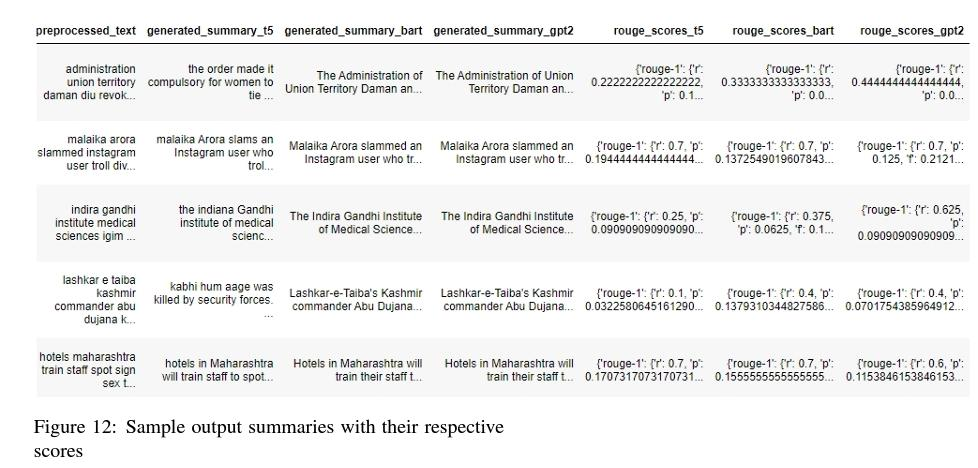 preprocessed_text generated_summary_t5 generated_summary_bart generated_summary_gpt2 rouge_scores_t5 rouge_scores_bart rouge_scores_gpt2
administration
union territory
daman diu revok...
the order made it
compulsory for women to
tie ...
The Administration of
Union Territory Daman an...
The Administration of Union
Territory Daman an...
{'rouge-1': {'r':
0.2222222222222222,
'p': 0.1...
{'rouge-1': {'r':
0.3333333333333333,
'p': 0.0...
{'rouge-1': {'r':
0.4444444444444444,
'p': 0.0...
malaika arora
slammed instagram
user troll div...
malaika Arora slams an
Instagram user who
trol...
Malaika Arora slammed an
Instagram user who tr...
Malaika Arora slammed an
Instagram user who tr...
{'rouge-1': {'r': 0.7, 'p':
0.1944444444444444...
{'rouge-1': {'r': 0.7, 'p':
0.1372549019607843...
{'rouge-1': {'r': 0.7, 'p':
0.125, 'f': 0.2121...
indira gandhi
institute medical
sciences igim ...
the indiana Gandhi
institute of medical
scienc...
The Indira Gandhi Institute
of Medical Science...
The Indira Gandhi Institute
of Medical Science...
{'rouge-1': {'r': 0.25, 'p':
0.090909090909090...
{'rouge-1': {'r': 0.375,
'p': 0.0625, 'f': 0.1...
{'rouge-1': {'r': 0.625,
'p':
0.09090909090909...
lashkar e taiba
kashmir
commander abu
dujana k...
kabhi hum aage was
killed by security forces.
...
Lashkar-e-Taiba's Kashmir
commander Abu Dujana...
Lashkar-e-Taiba's Kashmir
commander Abu Dujana...
{'rouge-1': {'r': 0.1, 'p':
0.0322580645161290...
{'rouge-1': {'r': 0.4, 'p':
0.1379310344827586...
{'rouge-1': {'r': 0.4, 'p':
0.0701754385964912...
hotels maharashtra
train staff spot sign
sex t...
hotels in Maharashtra
will train staff to spot...
Hotels in Maharashtra will
train their staff t...
Hotels in Maharashtra will
train their staff t...
{'rouge-1': {'r': 0.7, 'p':
0.1707317073170731...
{'rouge-1': {'r': 0.7, 'p':
0.1555555555555555...
{'rouge-1': {'r': 0.6, 'p':
0.1153846153846153...
Figure 12: Sample output summaries with their respective
scores